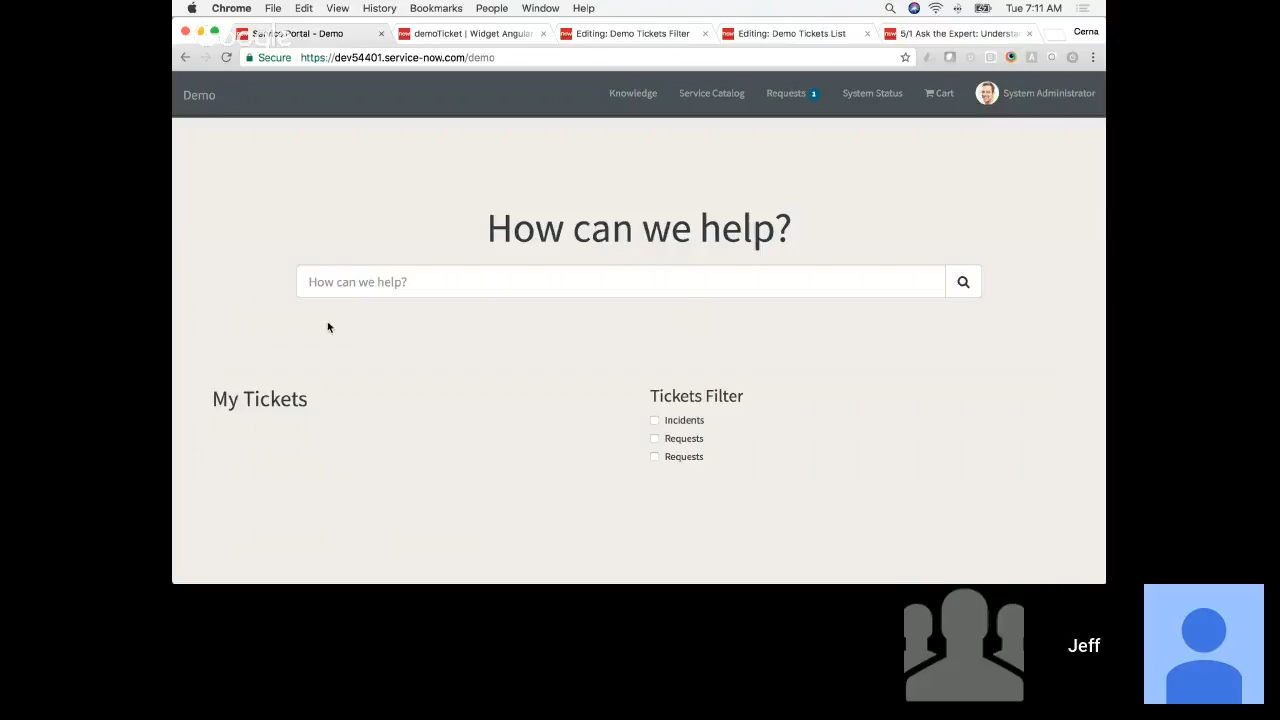 Chrome File Edit View History Bookmarks People Window Help Tue 7:11 AM
Portal - Demo demoTicket | Widget Angular Editing: Demo Tickets Filter Editing: Demo Tickets List 5/1 Ask the Expert: Understa Cerna
Secure https://dev54401.service-now.com/demo
Demo Knowledge Service Catalog Requests 1 System Status Cart System Administrator
How can we help?
How can we help?
My Tickets
Tickets Filter
Incidents
Requests
Requests
Jeff